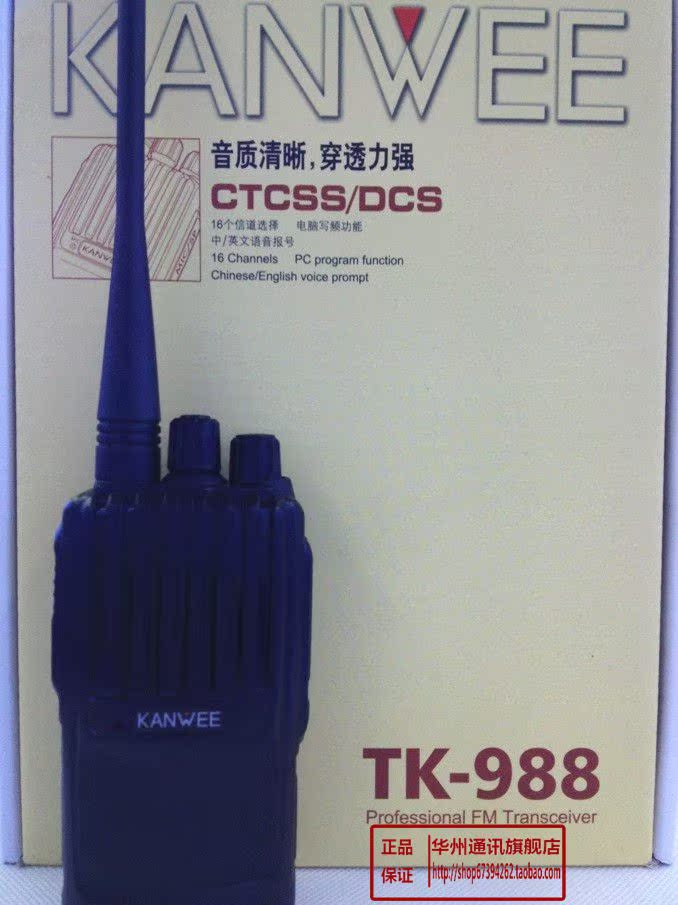 KANWEE
音质清晰,穿透力强
CTCSS/DCS
16个信道选择 电脑写频功能
中/英文语音报号
16 Channels PC program function
Chinese/English voice prompt
KANWEE
MIC/SP
KANWEE
TK-988
Professional FM Transceiver
正品 保证
华州通讯旗舰店
http://shop67394262.taobao.com